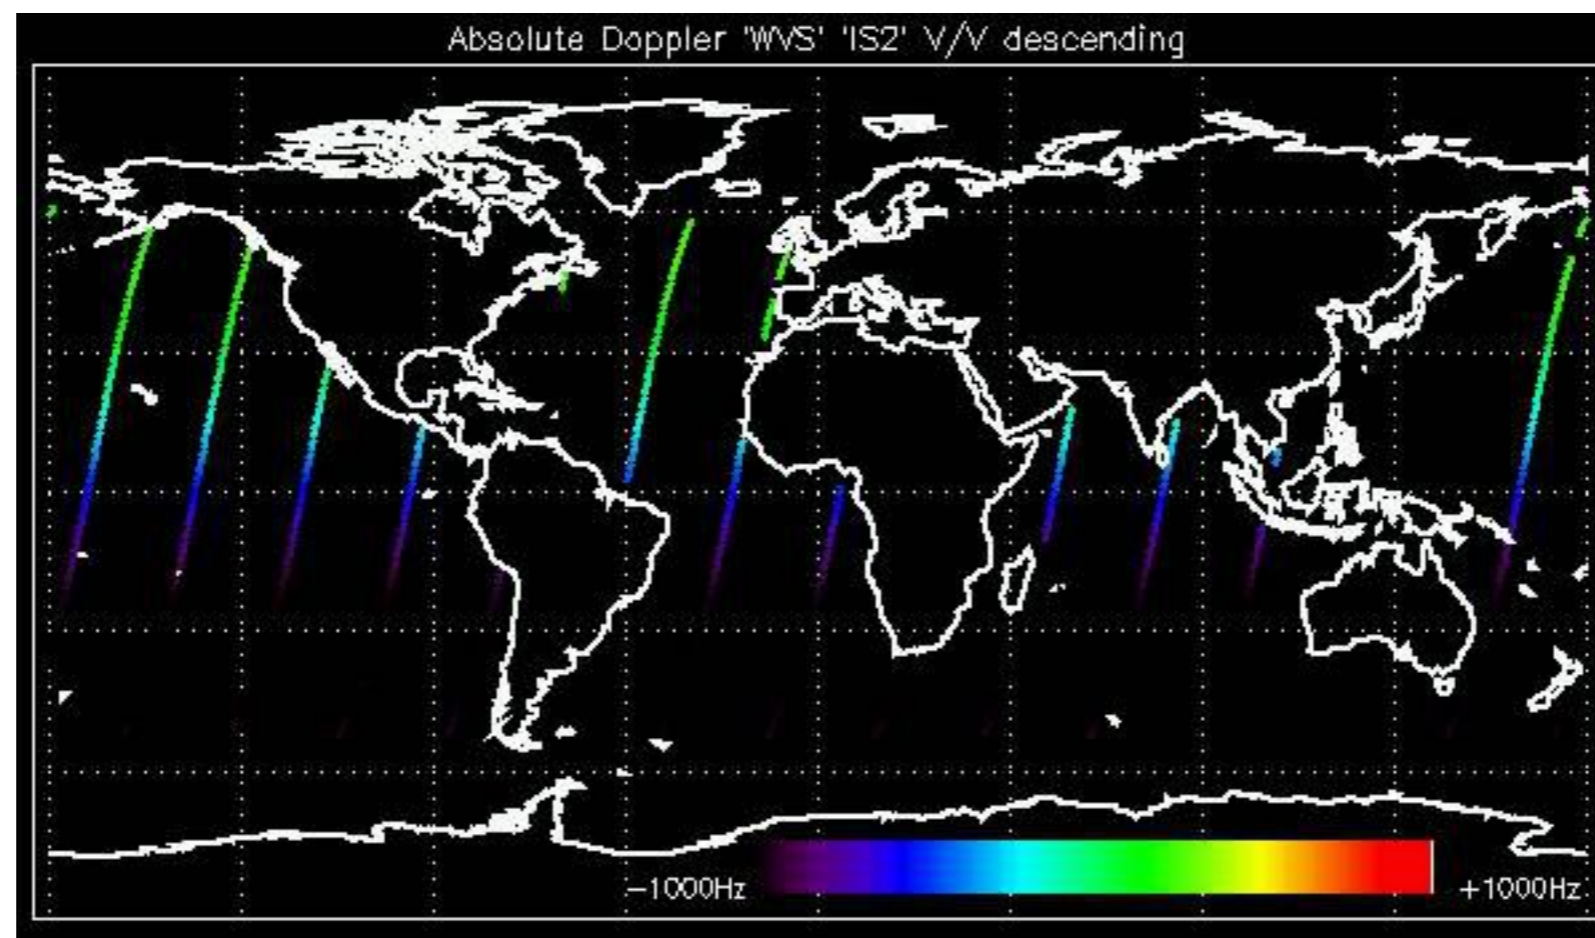 Absolute Doppler 'WVS' 'IS2' V/V descending
−1000Hz +1000Hz